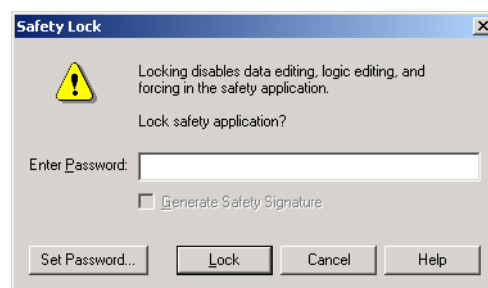 Safety Lock
Locking disables data editing, logic editing, and
forcing in the safety application.
Lock safety application?
Enter Password:
Generate Safety Signature
Set Password...
Lock
Cancel
Help